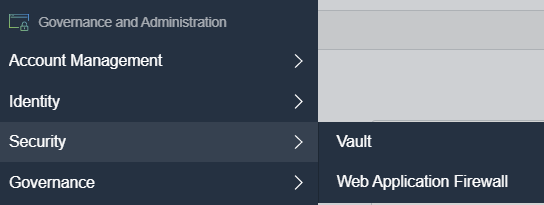 Governance and Administration
Account Management
Identity
Security
Vault
Web Application Firewall
Governance